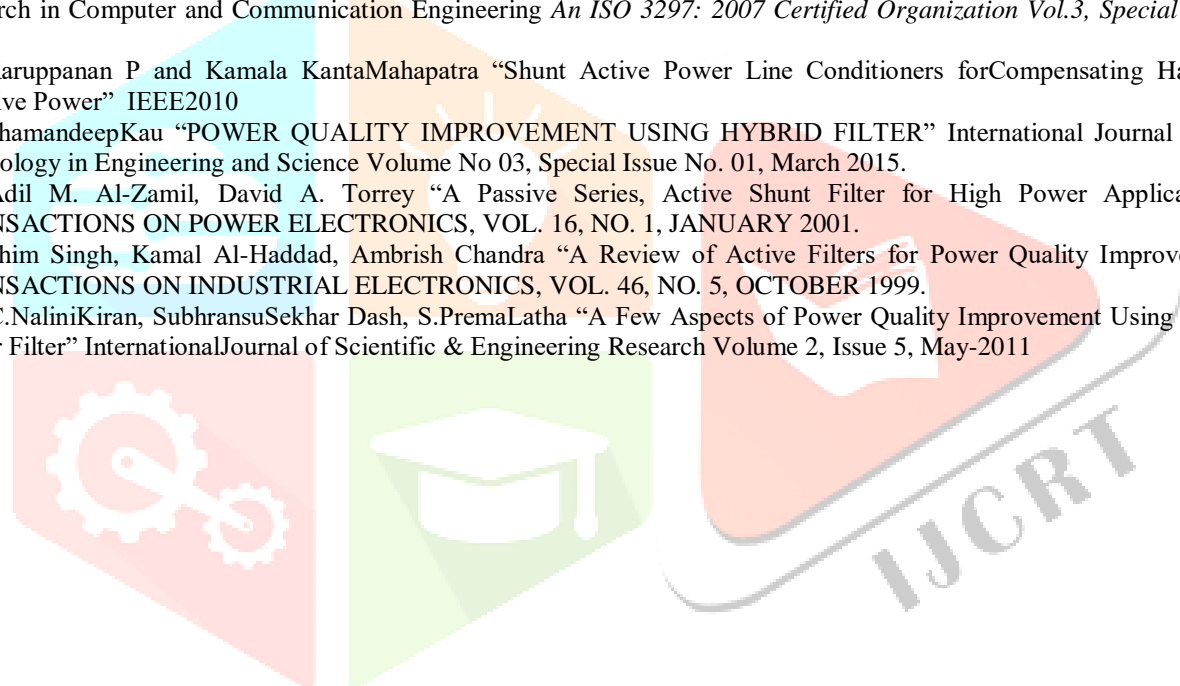 rch in Computer and Communication Engineering An ISO 3297: 2007 Certified Organization Vol.3, Special
aruppanan P and Kamala KantaMahapatra “Shunt Active Power Line Conditioners forCompensating Ha
ive Power” IEEE2010
hamandeepKau “POWER QUALITY IMPROVEMENT USING HYBRID FILTER” International Journal
ology in Engineering and Science Volume No 03, Special Issue No. 01, March 2015.
Adil M. Al-Zamil, David A. Torrey “A Passive Series, Active Shunt Filter for High Power Applica
NSACTIONS ON POWER ELECTRONICS, VOL. 16, NO. 1, JANUARY 2001.
him Singh, Kamal Al-Haddad, Ambrish Chandra “A Review of Active Filters for Power Quality Improve
NSACTIONS ON INDUSTRIAL ELECTRONICS, VOL. 46, NO. 5, OCTOBER 1999.
C.NaliniKiran, SubhransuSekhar Dash, S.PremaLatha “A Few Aspects of Power Quality Improvement Using
r Filter” InternationalJournal of Scientific & Engineering Research Volume 2, Issue 5, May-2011
IJCRT